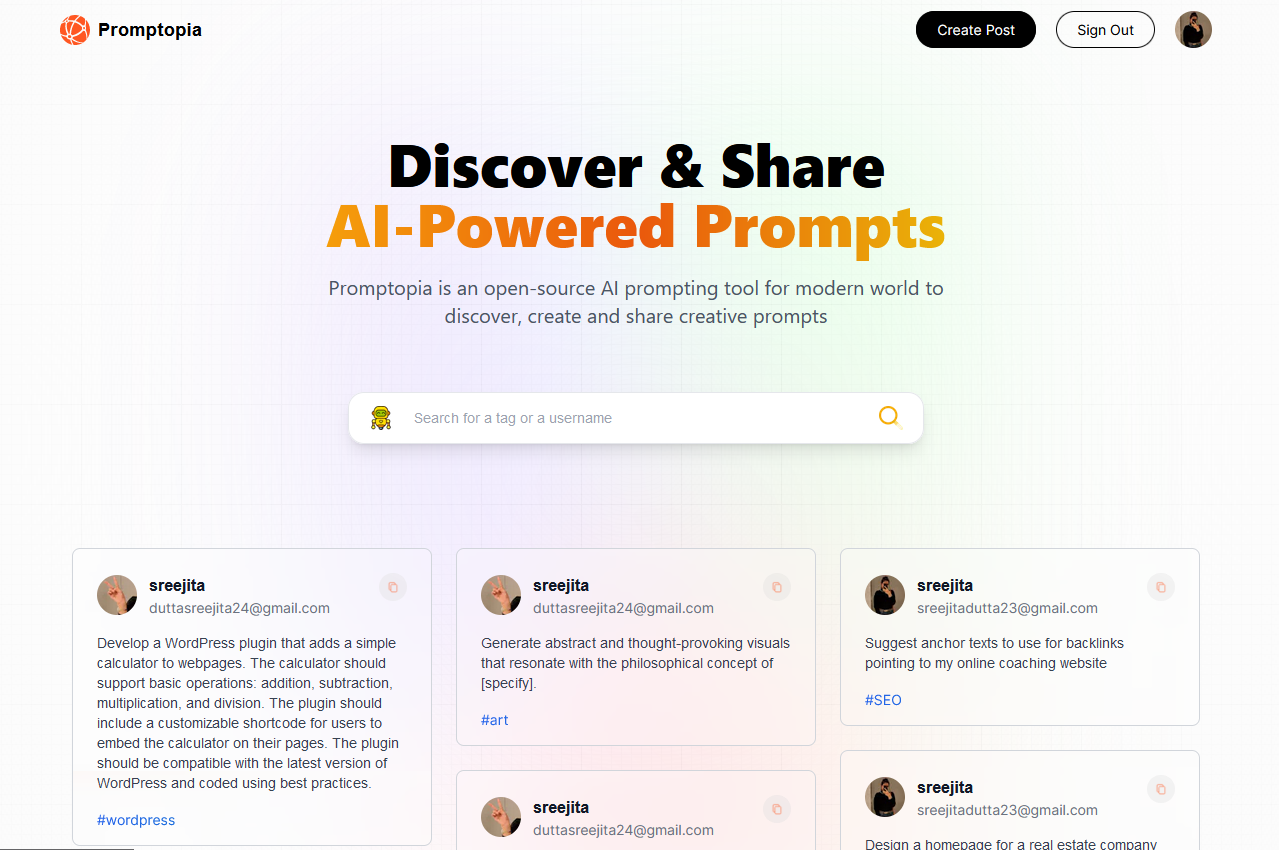 Promptopia
Create Post
Sign Out
Discover & Share
AI-Powered Prompts
Promptopia is an open-source AI prompting tool for modern world to
discover, create and share creative prompts
Search for a tag or a username
sreejita
duttasreejita24@gmail.com
Develop a WordPress plugin that adds a simple
calculator to webpages. The calculator should
support basic operations: addition, subtraction,
multiplication, and division. The plugin should
include a customizable shortcode for users to
embed the calculator on their pages. The plugin
should be compatible with the latest version of
WordPress and coded using best practices.
#wordpress
sreejita
duttasreejita24@gmail.com
Generate abstract and thought-provoking visuals
that resonate with the philosophical concept of
[specify].
#art
sreejita
duttasreejita24@gmail.com
sreejita
sreejitadutta23@gmail.com
Suggest anchor texts to use for backlinks
pointing to my online coaching website
#SEO
sreejita
sreejitadutta23@gmail.com
Design a homepage for a real estate company